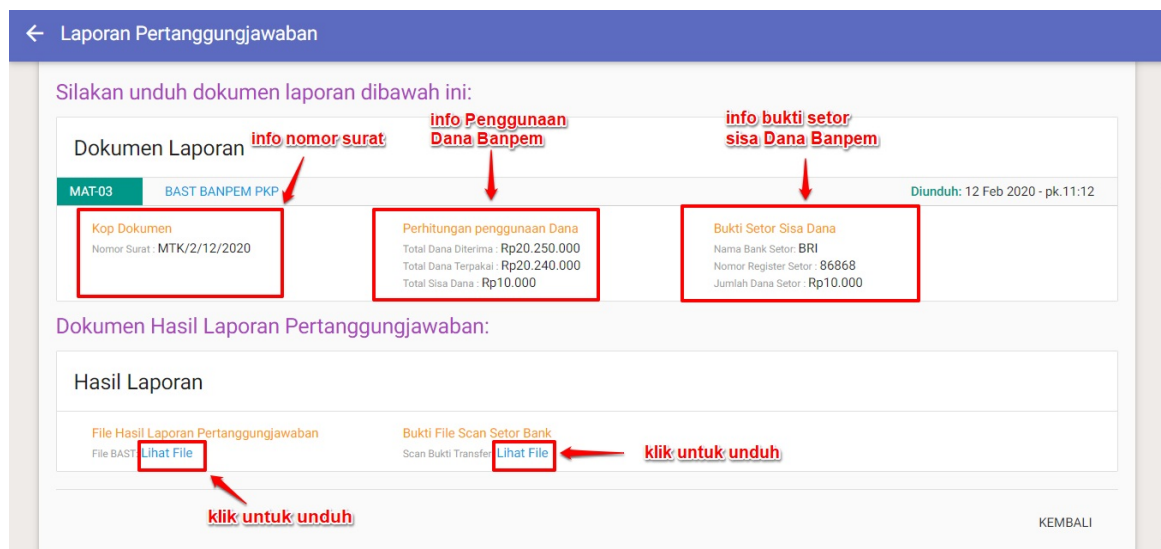 ← Laporan Pertanggungjawaban
Silakan unduh dokumen laporan dibawah ini:
info nomor surat
info Penggunaan
Dana Banpem
info bukti setor
sisa Dana Banpem
Dokumen Laporan
MAT-03 BAST BANPEM PKP Diunduh: 12 Feb 2020 - pk.11:12
Kop Dokumen
Nomor Surat : MTK/2/12/2020
Perhitungan penggunaan Dana
Total Dana Diterima : Rp20.250.000
Total Dana Terpakai : Rp20.240.000
Total Sisa Dana : Rp10.000
Bukti Setor Sisa Dana
Nama Bank Setor: BRI
Nomor Register Setor : 86868
Jumlah Dana Setor : Rp10.000
Dokumen Hasil Laporan Pertanggungjawaban:
Hasil Laporan
File Hasil Laporan Pertanggungjawaban
File BAST: Lihat File
Bukti File Scan Setor Bank
Scan Bukti Transfer: Lihat File
klik untuk unduh
klik untuk unduh
KEMBALI